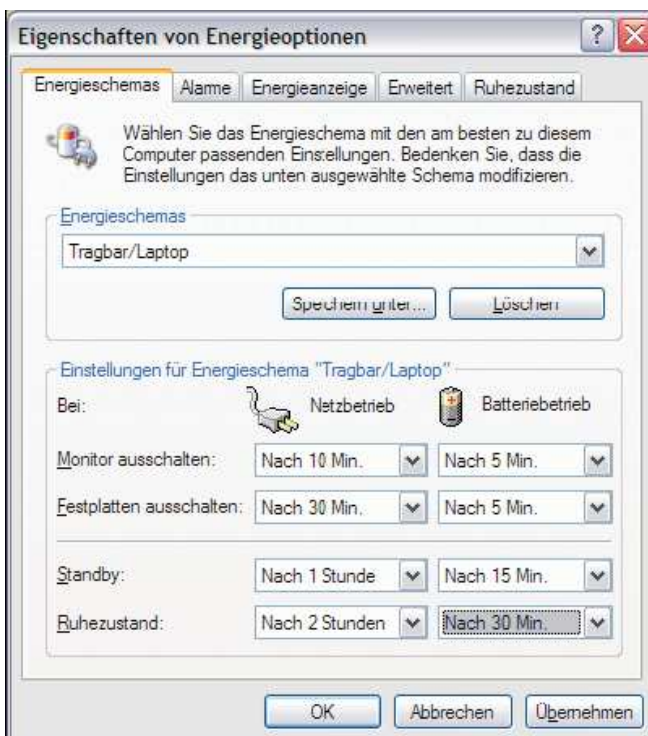 Eigenschaften von Energieoptionen
Energieschemas Alarme Energieanzeige Erweitert Ruhezustand
Wählen Sie das Energieschema mit den am besten zu diesem
Computer passenden Einstellungen. Bedenken Sie, dass die
Einstellungen das unten ausgewählte Schema modifizieren.
Energieschemas
Tragbar/Laptop
Speichern unter... Löschen
Einstellungen für Energieschema "Tragbar/Laptop"
Bei: Netzbetrieb Batteriebetrieb
Monitor ausschalten: Nach 10 Min. Nach 5 Min.
Festplatten ausschalten: Nach 30 Min. Nach 5 Min.
Standby: Nach 1 Stunde Nach 15 Min.
Ruhezustand: Nach 2 Stunden Nach 30 Min.
OK Abbrechen Übernehmen